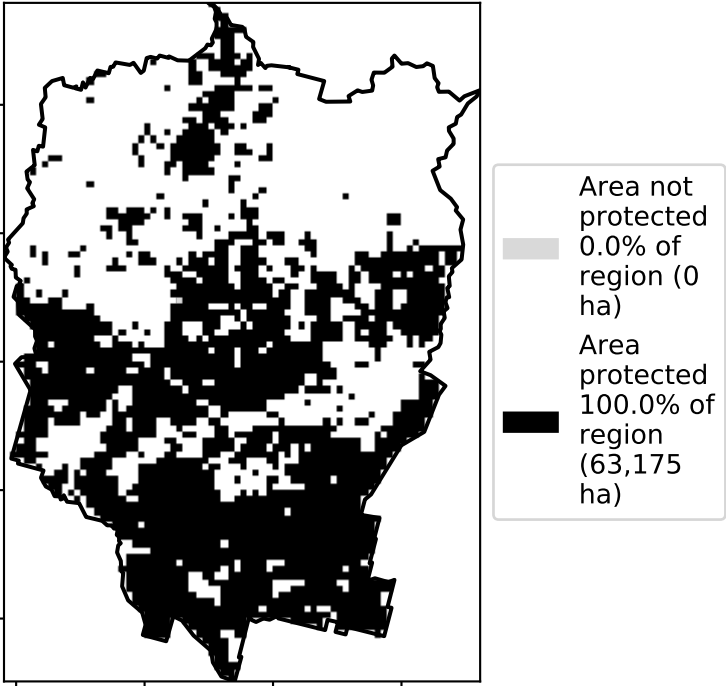 Area not
protected
0.0% of
region (0
ha)
Area
protected
100.0% of
region
(63,175
ha)